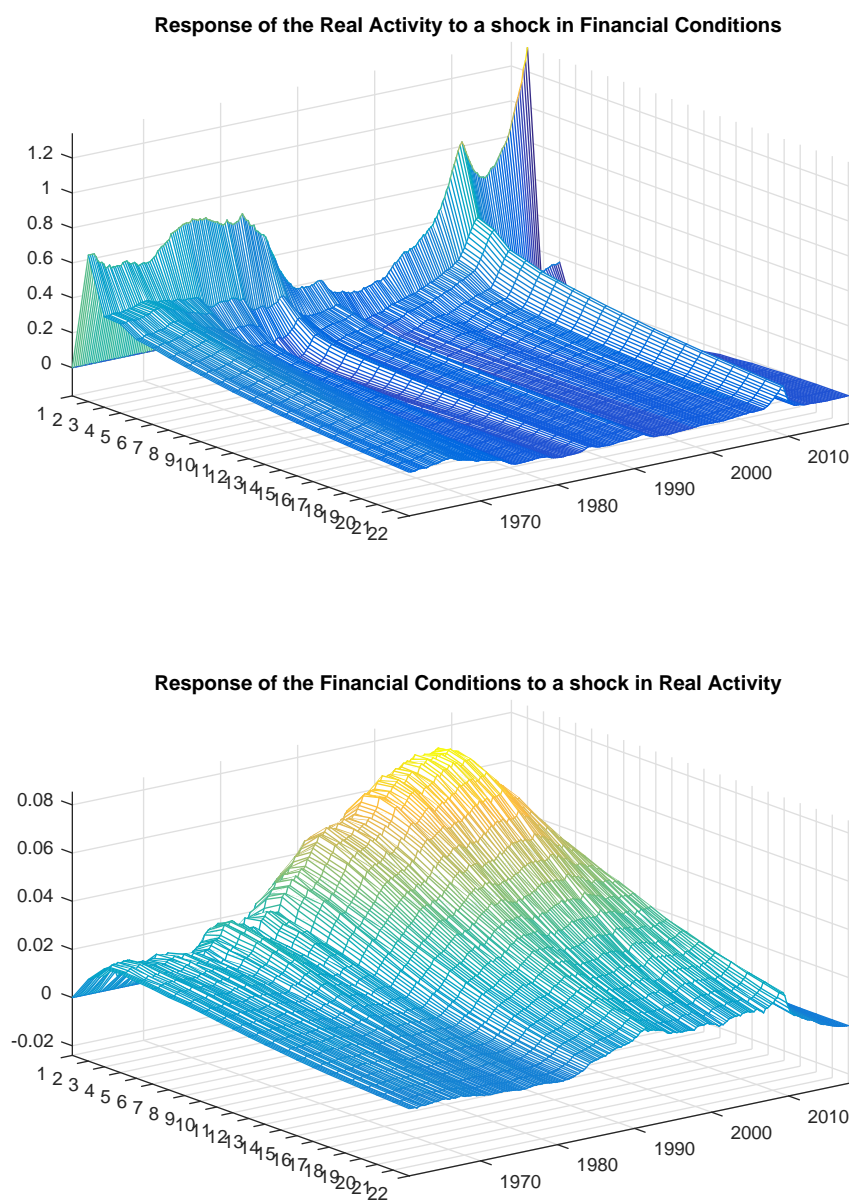 Response of the Real Activity to a shock in Financial Conditions
1.2
1
0.8
0.6
0.4
0.2
0
1 2 3 4 5 6 7 8 9 10 11 12 13 14 15 16 17 18 19 20 21 22
1970 1980 1990 2000 2010
Response of the Financial Conditions to a shock in Real Activity
0.08
0.06
0.04
0.02
0
-0.02
1 2 3 4 5 6 7 8 9 10 11 12 13 14 15 16 17 18 19 20 21 22
1970 1980 1990 2000 2010